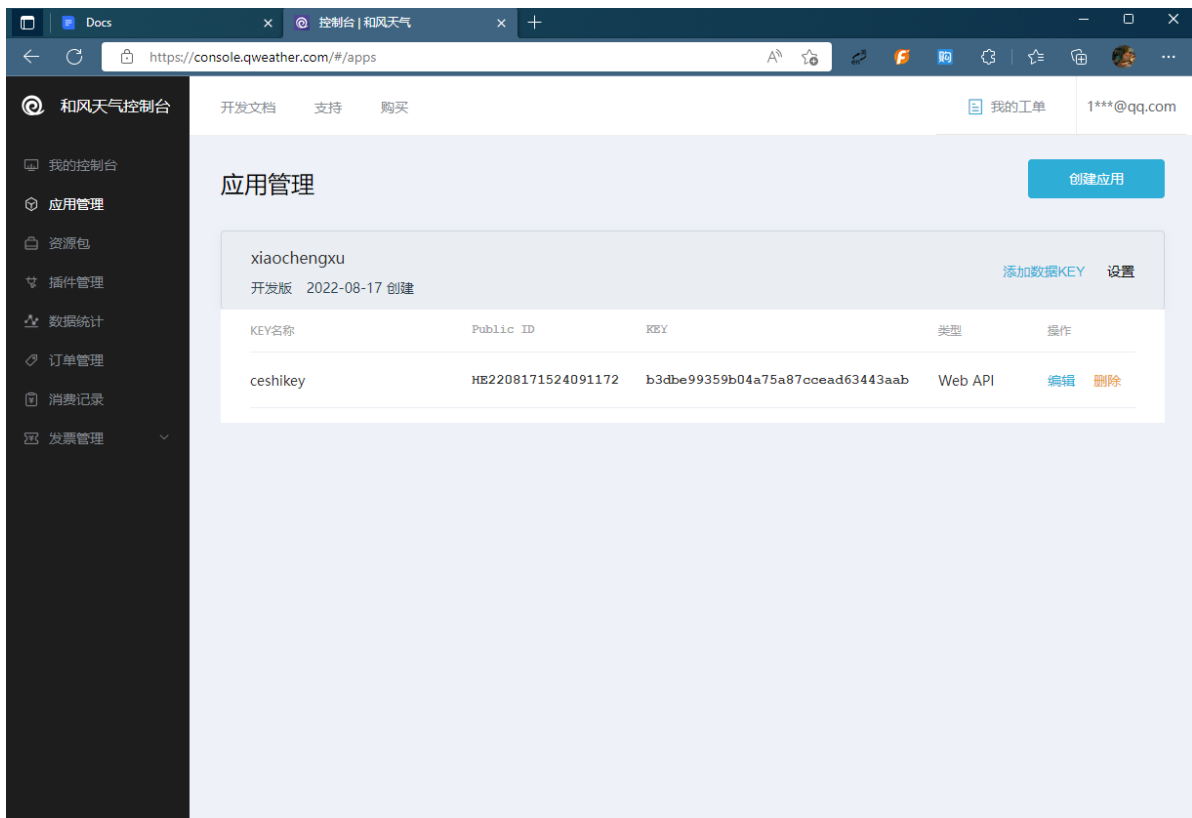 Docs
控制台 | 和风天气
https://console.qweather.com/#/apps
和风天气控制台
开发文档 支持 购买
我的工单 1***@qq.com
我的控制台
应用管理
资源包
插件管理
数据统计
订单管理
消费记录
发票管理
应用管理
创建应用
xiaochengxu
开发版 2022-08-17 创建
添加数据KEY 设置
KEY名称 Public ID KEY 类型 操作
ceshikey HE2208171524091172 b3dbe99359b04a75a87ccead63443aab Web API 编辑 删除